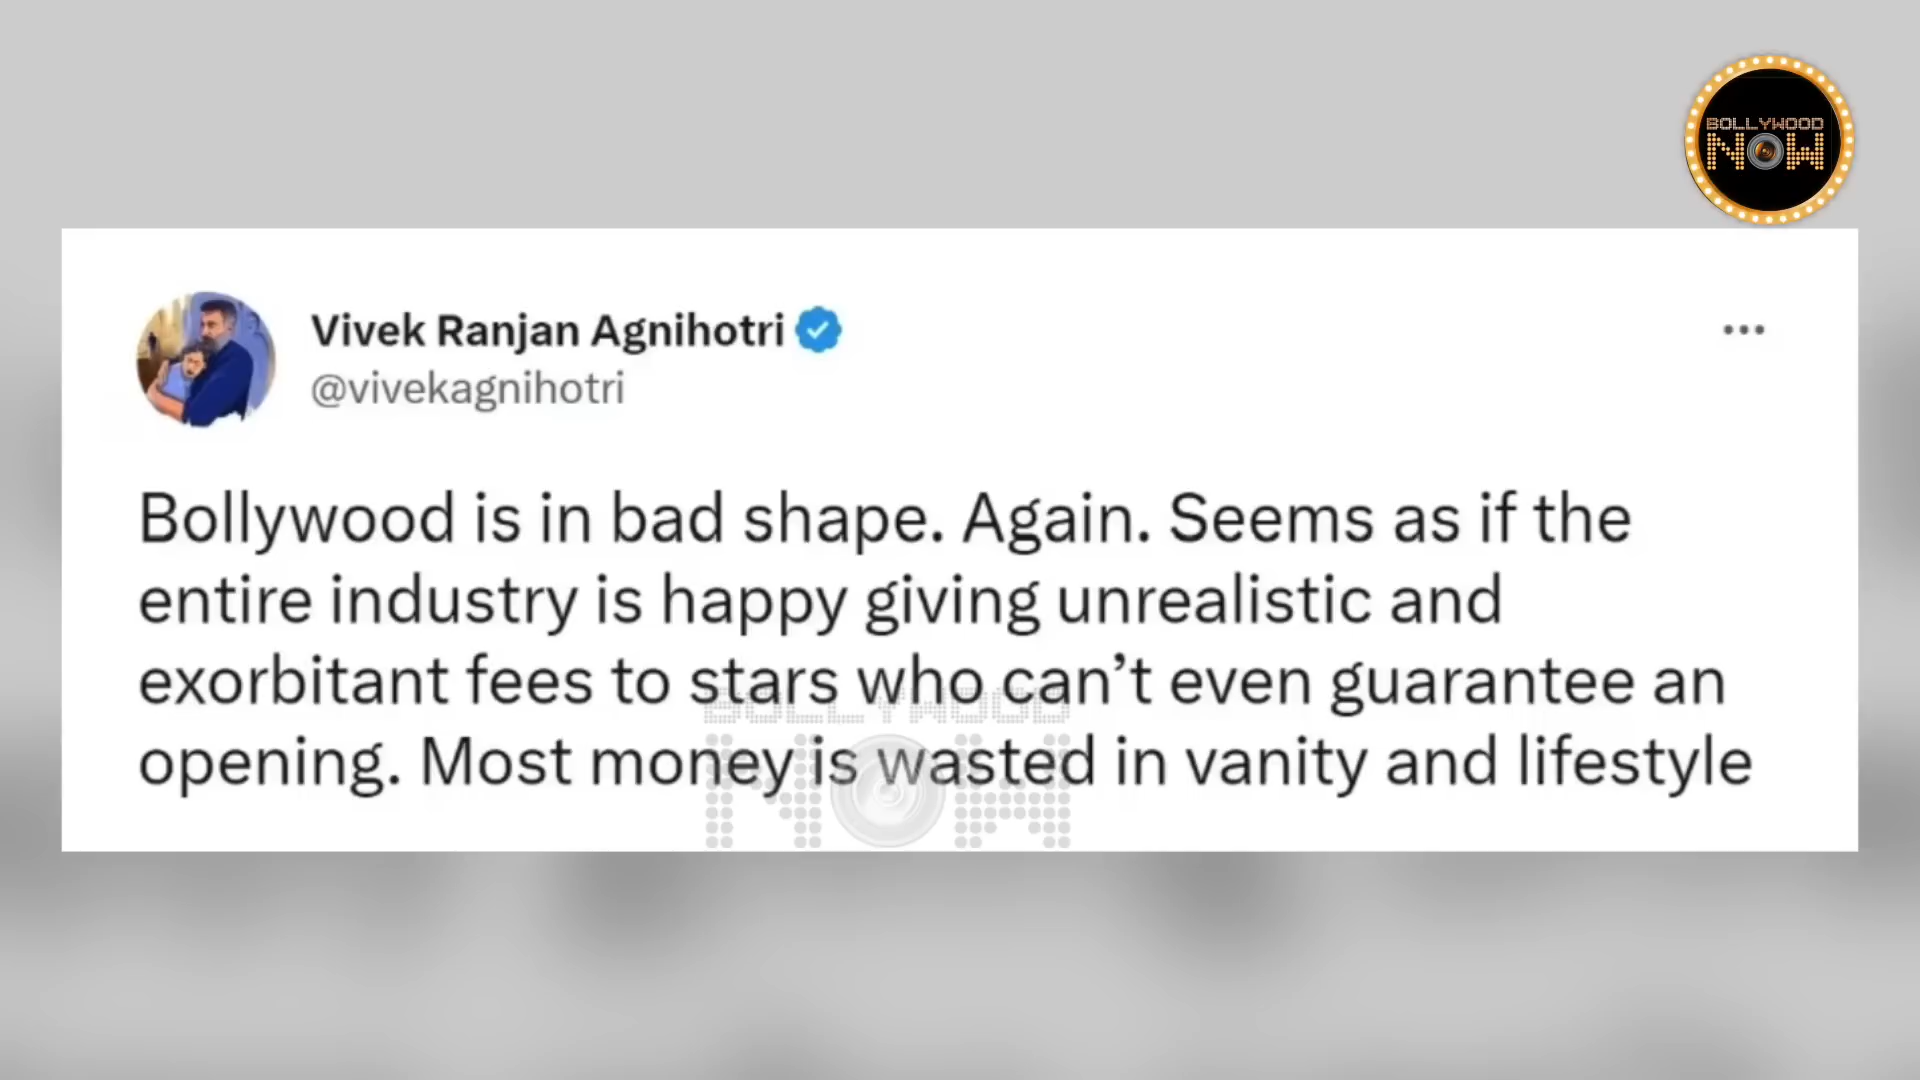 BOLLYWOOD
NOW
Vivek Ranjan Agnihotri
@vivekagnihotri
Bollywood is in bad shape. Again. Seems as if the
entire industry is happy giving unrealistic and
exorbitant fees to stars who can’t even guarantee an
opening. Most money is wasted in vanity and lifestyle
BOLLYWOOD
NOW